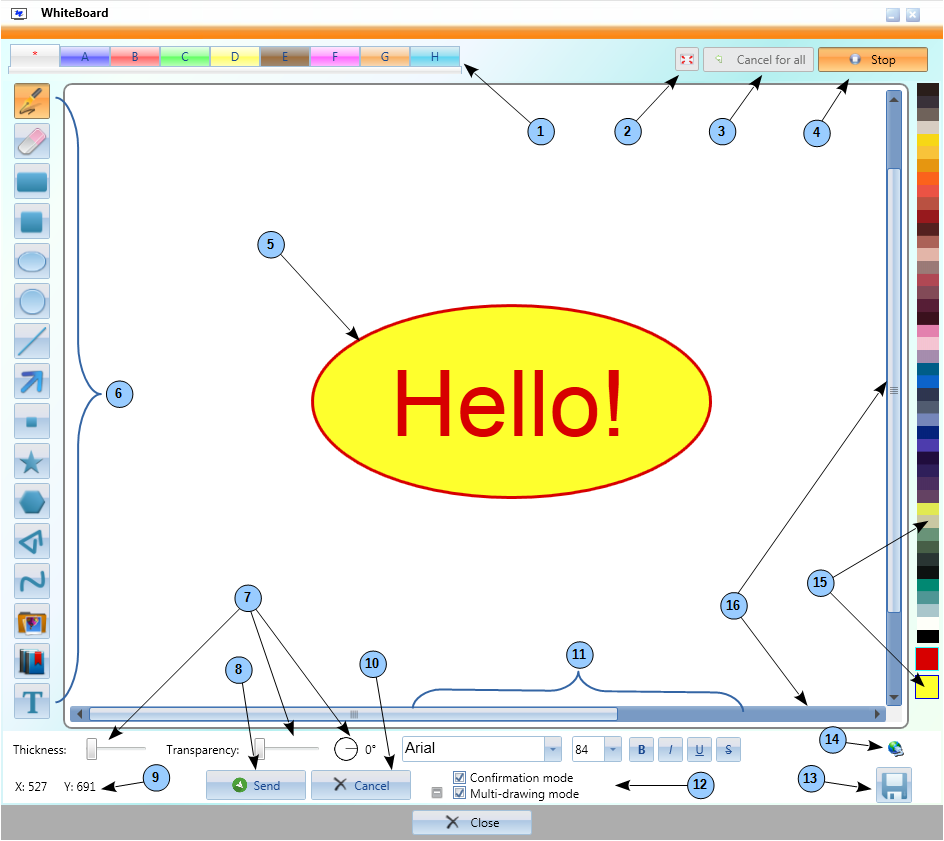 WhiteBoard
* A B C D E F G H
Cancel for all
Stop
1
2
3
4
5
Hello!
6
15
16
7
8
10
11
14
Thickness:
Transparency:
0°
Arial
84
B I U S
X: 527 Y: 691
9
Send
Cancel
Confirmation mode
Multi-drawing mode
12
13
T
Close